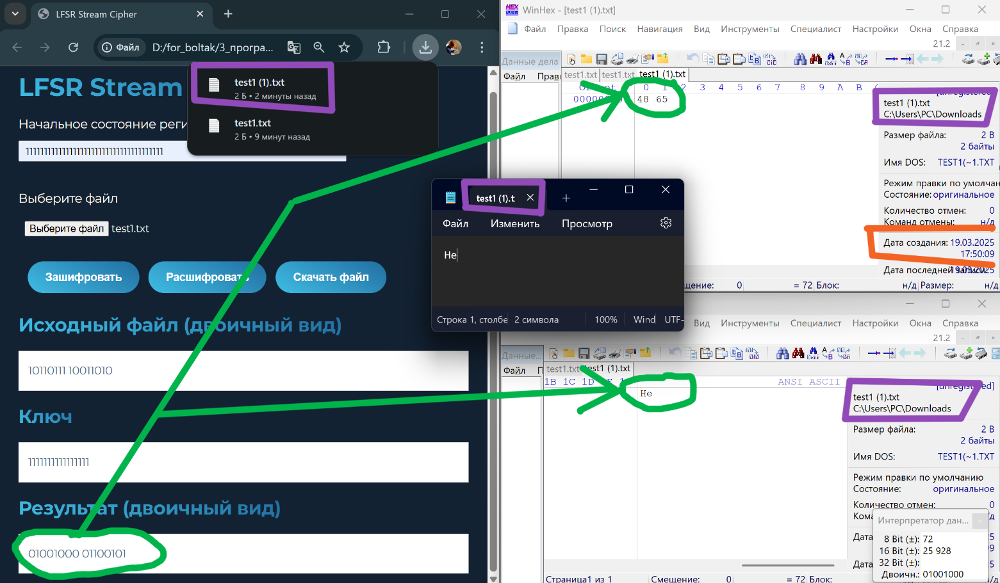 LFSR Stream Cipher
Файл
D:/for_boltak/3_програ...
LFSR Stream
test1 (1).txt
2 Б • 2 минуты назад
test1.txt
2 Б • 9 минут назад
Начальное состояние реги
Выберите файл
Выберите файл test1.txt
Зашифровать
Расшифровать
Скачать файл
Исходный файл (двоичный вид)
10110111 10011010
Ключ
1111111111111111
Результат (двоичный вид)
01001000 01100101
WinHex - [test1 (1).txt]
Файл Правка Поиск Навигация Вид Инструменты Специалист Настройки Окна Справка
21.2
Данные дела
Файл Прав
test1.txt test1.txt test1 (1).txt
0 1 2 3 4 5 6 7 8 9 A B
48 65
[unregistered]
test1 (1).txt
C:\Users\PC\Downloads
Размер файла: 2 B
2 байты
Имя DOS: TEST1(~1.TXT
Режим правки по умолчан
Состояние: оригинальное
Количество отмен: 0
Команд отмены: н/д
Дата создания: 19.03.2025
17:50:09
Дата последней записи:
19.03.2025
щение: 0 = 72 Блок: н/д Размер: н/д
test1 (1).t
Файл Изменить Просмотр
He
Строка 1, столбе 2 символа 100% Wind UTF-
Вид Инструменты Специалист Настройки Окна Справка
21.2
Данные...
Файл
test1.txt test1 (1).txt
1B 1C 1D 1E 1
ANSI ASCII
He
[unregistered]
test1 (1).txt
C:\Users\PC\Downloads
Размер файла: 2 B
2 байты
Имя DOS: TEST1(~1.TXT
Режим правки по умолчанию
Состояние: оригинальное
Количество отмен: 0
Кома
Дата
Дата
Интерпретатор дан...
8 Bit (±): 72
16 Bit (±): 25 928
32 Bit (±):
Двоичн.: 01001000
Страница1 из 1 Смещение: 0 = 72 Блок: